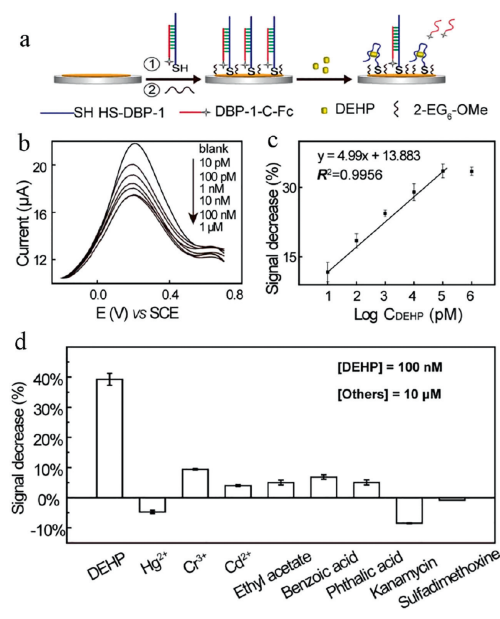 a
① SH
②
S S S
S S S
DEHP
SH HS-DBP-1 DBP-1-C-Fc DEHP 2-EG6-OMe
b
Current (μA)
20
16
12
blank
10 pM
100 pM
1 nM
10 nM
100 nM
1 μM
0.0 0.4 0.8
E (V) vs SCE
c
Signal decrease (%)
30
15
y = 4.99x + 13.883
R²=0.9956
1 2 3 4 5 6
Log CDEHP (pM)
d
Signal decrease (%)
40%
30%
20%
10%
0%
-10%
[DEHP] = 100 nM
[Others] = 10 μM
DEHP
Hg²⁺
Cr³⁺
Cd²⁺
Ethyl acetate
Benzoic acid
Phthalic acid
Kanamycin
Sulfadimethoxine